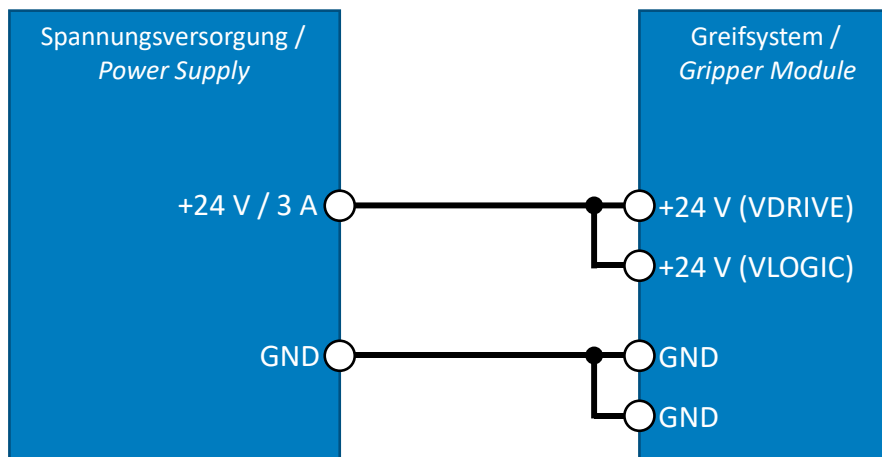 Spannungsversorgung /
Power Supply
Greifsystem /
Gripper Module
+24 V / 3 A
+24 V (VDRIVE)
+24 V (VLOGIC)
GND
GND
GND